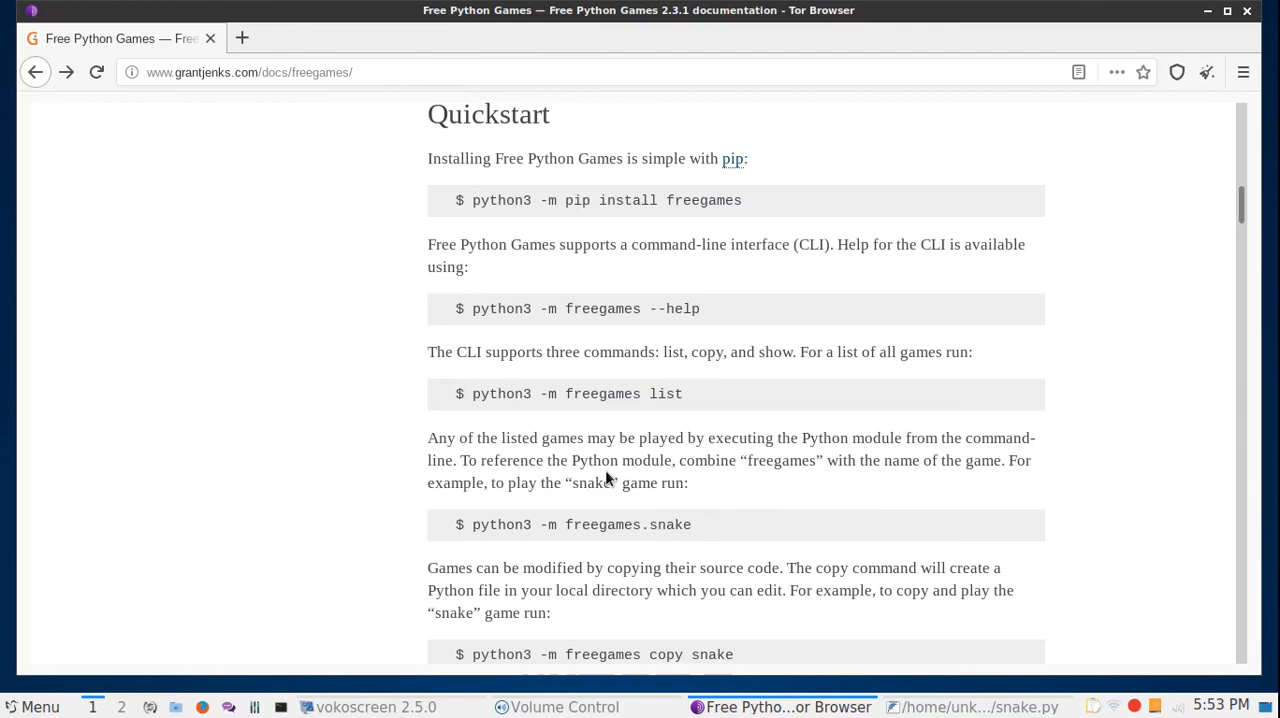 Free Python Games — Free Python Games 2.3.1 documentation - Tor Browser
Free Python Games — Free
www.grantjenks.com/docs/freegames/
Quickstart
Installing Free Python Games is simple with pip:
$ python3 -m pip install freegames
Free Python Games supports a command-line interface (CLI). Help for the CLI is available
using:
$ python3 -m freegames --help
The CLI supports three commands: list, copy, and show. For a list of all games run:
$ python3 -m freegames list
Any of the listed games may be played by executing the Python module from the command-
line. To reference the Python module, combine “freegames” with the name of the game. For
example, to play the “snake” game run:
$ python3 -m freegames.snake
Games can be modified by copying their source code. The copy command will create a
Python file in your local directory which you can edit. For example, to copy and play the
“snake” game run:
$ python3 -m freegames copy snake
Menu 1 2 vokoscreen 2.5.0 Volume Control Free Pytho...or Browser /home/unk.../snake.py 5:53 PM